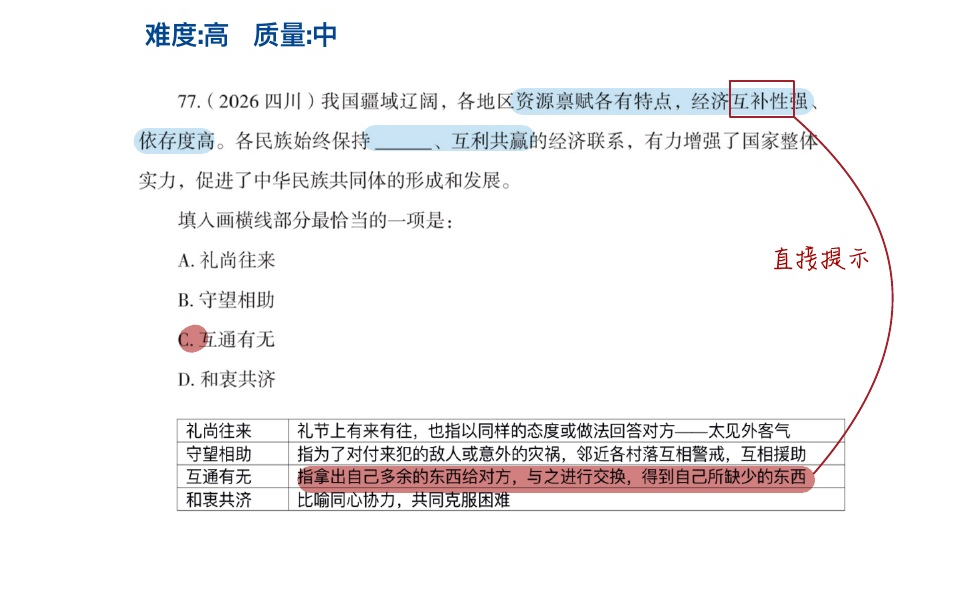 难度:高 质量:中
77.（2026 四川）我国疆域辽阔，各地区资源禀赋各有特点，经济互补性强、
依存度高。各民族始终保持______、互利共赢的经济联系，有力增强了国家整体
实力，促进了中华民族共同体的形成和发展。
填入画横线部分最恰当的一项是：
A. 礼尚往来
直接提示
B. 守望相助
C. 互通有无
D. 和衷共济
礼尚往来 礼节上有来有往，也指以同样的态度或做法回答对方——太见外客气
守望相助 指为了对付来犯的敌人或意外的灾祸，邻近各村落互相警戒，互相援助
互通有无 指拿出自己多余的东西给对方，与之进行交换，得到自己所缺少的东西
和衷共济 比喻同心协力，共同克服困难